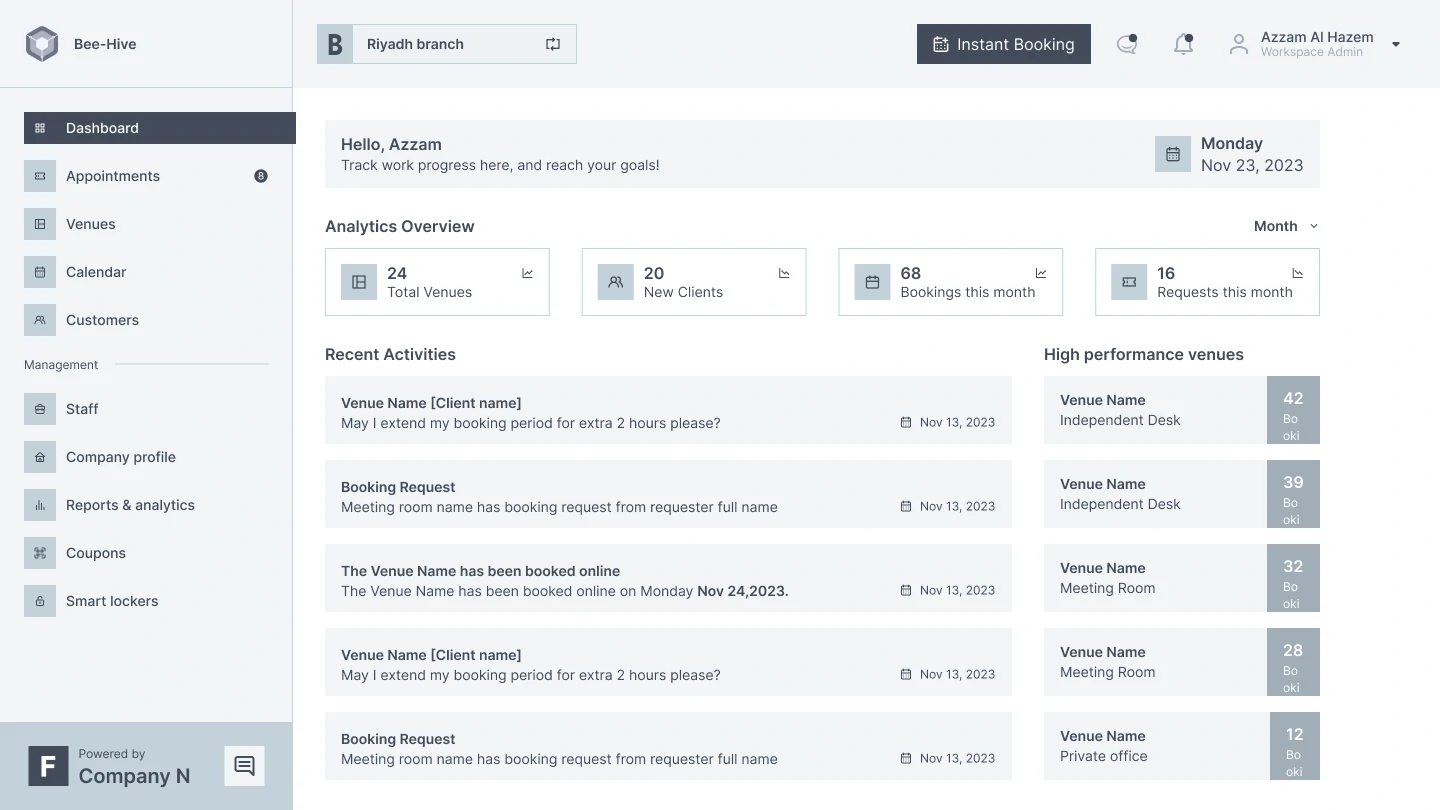 Bee-Hive
B Riyadh branch
Instant Booking
Azzam Al Hazem
Workspace Admin
Dashboard
Appointments 8
Venues
Calendar
Customers
Management
Staff
Company profile
Reports & analytics
Coupons
Smart lockers
F
Powered by
Company N
Hello, Azzam
Track work progress here, and reach your goals!
Monday
Nov 23, 2023
Analytics Overview
Month
24
Total Venues
20
New Clients
68
Bookings this month
16
Requests this month
Recent Activities
Venue Name [Client name]
May I extend my booking period for extra 2 hours please?
Nov 13, 2023
Booking Request
Meeting room name has booking request from requester full name
Nov 13, 2023
The Venue Name has been booked online
The Venue Name has been booked online on Monday Nov 24,2023.
Nov 13, 2023
Venue Name [Client name]
May I extend my booking period for extra 2 hours please?
Nov 13, 2023
Booking Request
Meeting room name has booking request from requester full name
Nov 13, 2023
High performance venues
Venue Name
Independent Desk
42
Bo
oki
Venue Name
Independent Desk
39
Bo
oki
Venue Name
Meeting Room
32
Bo
oki
Venue Name
Meeting Room
28
Bo
oki
Venue Name
Private office
12
Bo
oki